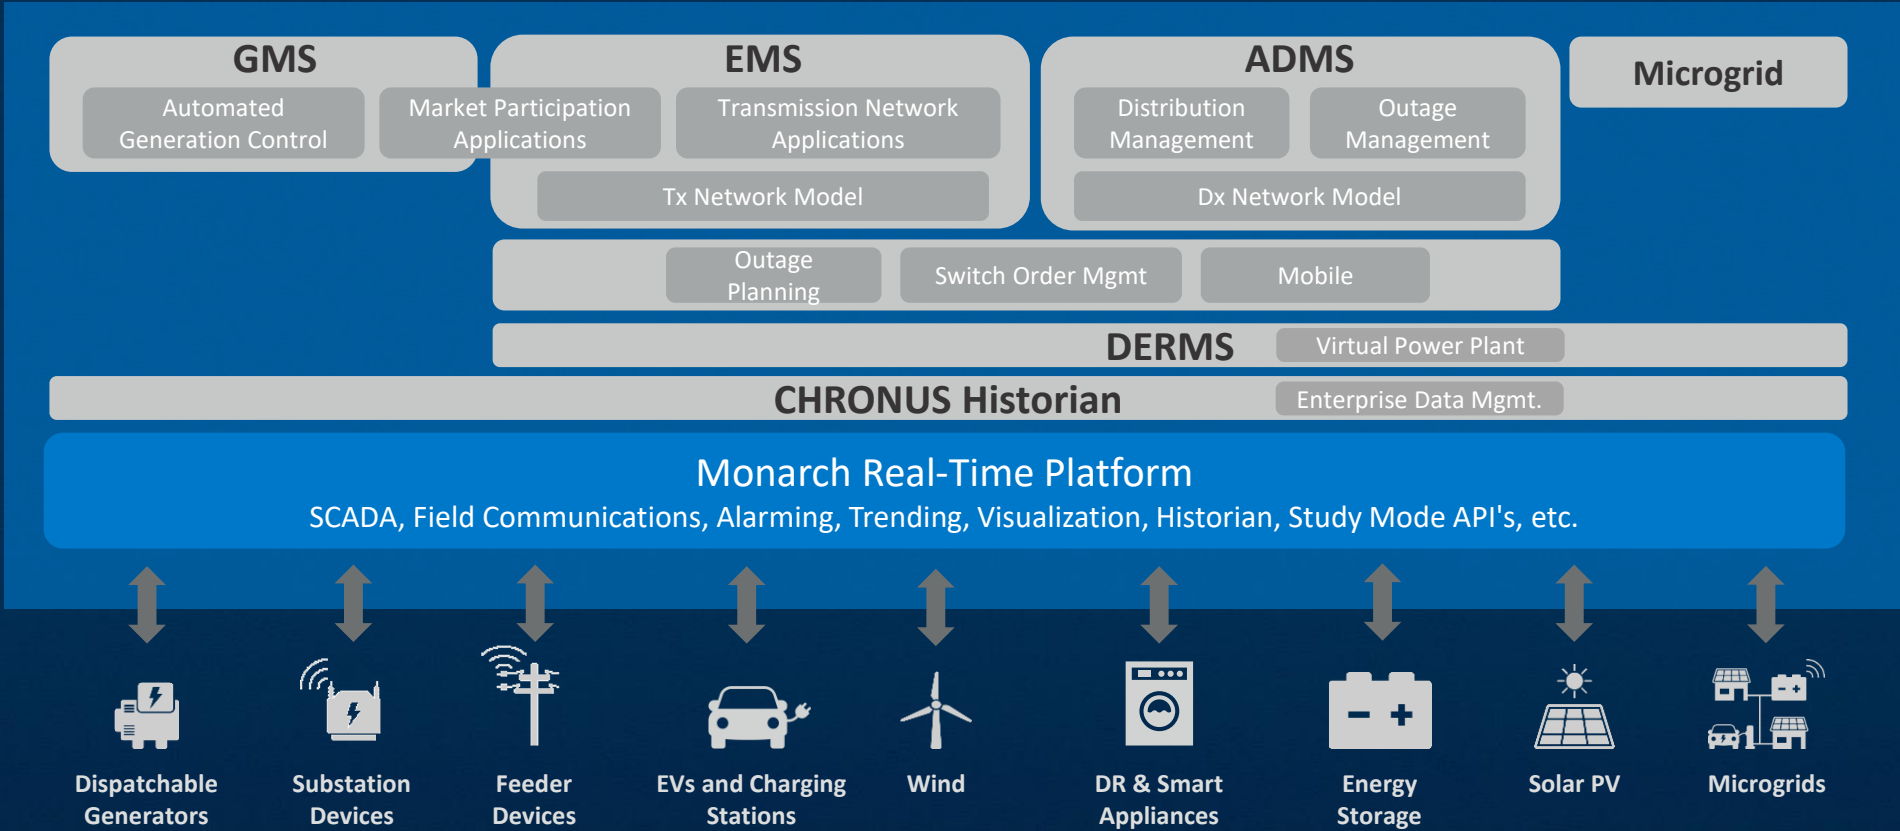 GMS
Automated
Generation Control
Market Participation
Applications
EMS
Transmission Network
Applications
Tx Network Model
ADMS
Distribution
Management
Outage
Management
Dx Network Model
Microgrid
Outage
Planning
Switch Order Mgmt
Mobile
DERMS
Virtual Power Plant
CHRONUS Historian
Enterprise Data Mgmt.
Monarch Real-Time Platform
SCADA, Field Communications, Alarming, Trending, Visualization, Historian, Study Mode API's, etc.
Dispatchable
Generators
Substation
Devices
Feeder
Devices
EVs and Charging
Stations
Wind
DR & Smart
Appliances
Energy
Storage
Solar PV
Microgrids